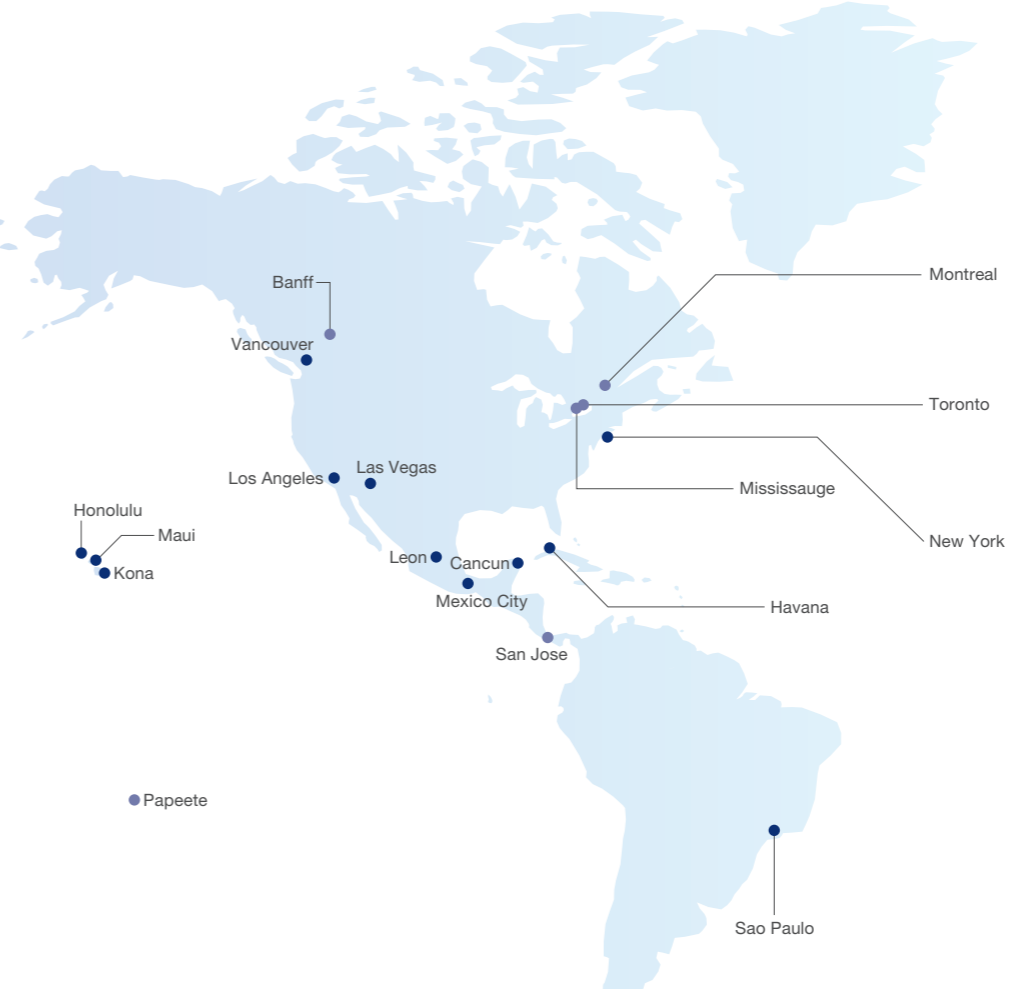 Montreal
Banff
Vancouver
Toronto
Las Vegas
Los Angeles
Mississauge
Honolulu
Maui
New York
Leon
Cancun
Kona
Mexico City
Havana
San Jose
Papeete
Sao Paulo